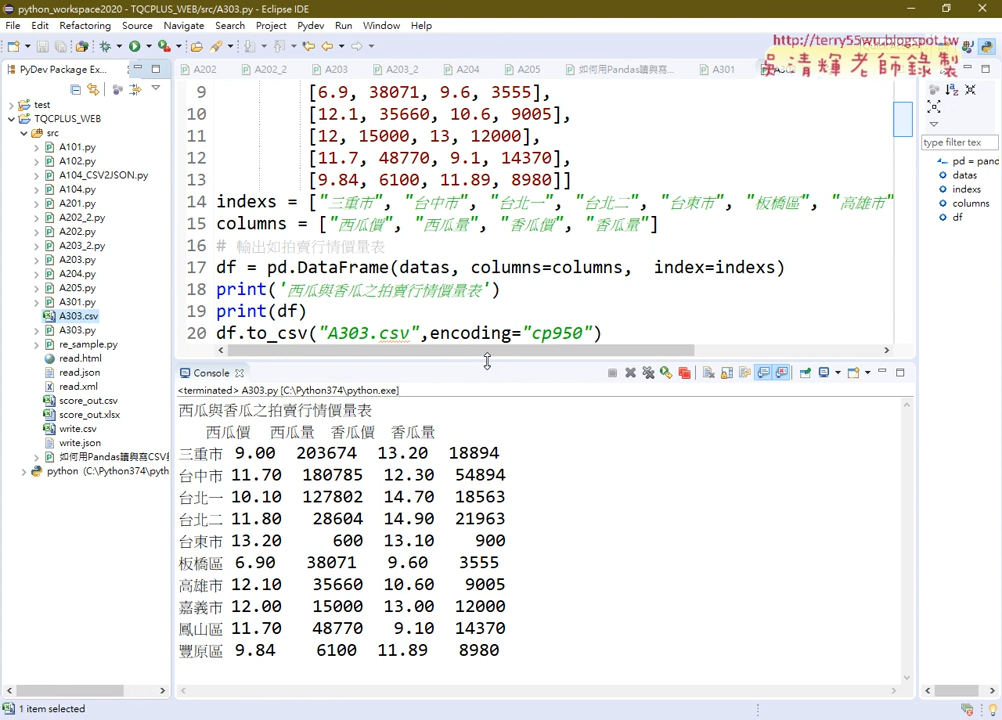 python_workspace2020 - TQCPLUS_WEB/src/A303.py - Eclipse IDE
File Edit Refactoring Source Navigate Search Project Pydev Run Window Help
http://terry55wu.blogspot.tw
吳清輝老師錄製
PyDev Package Ex...
A202 A202_2 A203 A203_2 A204 A205 如何用Pandas讀與寫... A301
test
TQCPLUS_WEB
src
A101.py
A102.py
A104_CSV2JSON.py
A104.py
A201.py
A202_2.py
A202.py
A203_2.py
A203.py
A204.py
A205.py
A301.py
A303.csv
A303.py
re_sample.py
read.html
read.json
read.xml
score_out.csv
score_out.xlsx
write.csv
write.json
如何用Pandas讀與寫CSV
python (C:\Python374\pyth
9 [6.9, 38071, 9.6, 3555],
10 [12.1, 35660, 10.6, 9005],
11 [12, 15000, 13, 12000],
12 [11.7, 48770, 9.1, 14370],
13 [9.84, 6100, 11.89, 8980]]
14 indexs = ["三重市", "台中市", "台北一", "台北二", "台東市", "板橋區", "高雄市"
15 columns = ["西瓜價", "西瓜量", "香瓜價", "香瓜量"]
16 # 輸出如拍賣行情價量表
17 df = pd.DataFrame(datas, columns=columns, index=indexs)
18 print('西瓜與香瓜之拍賣行情價量表')
19 print(df)
20 df.to_csv("A303.csv",encoding="cp950")
type filter tex
pd = pand
datas
indexs
columns
df
Console
<terminated> A303.py [C:\Python374\python.exe]
西瓜與香瓜之拍賣行情價量表
西瓜價 西瓜量 香瓜價 香瓜量
三重市 9.00 203674 13.20 18894
台中市 11.70 180785 12.30 54894
台北一 10.10 127802 14.70 18563
台北二 11.80 28604 14.90 21963
台東市 13.20 600 13.10 900
板橋區 6.90 38071 9.60 3555
高雄市 12.10 35660 10.60 9005
嘉義市 12.00 15000 13.00 12000
鳳山區 11.70 48770 9.10 14370
豐原區 9.84 6100 11.89 8980
1 item selected